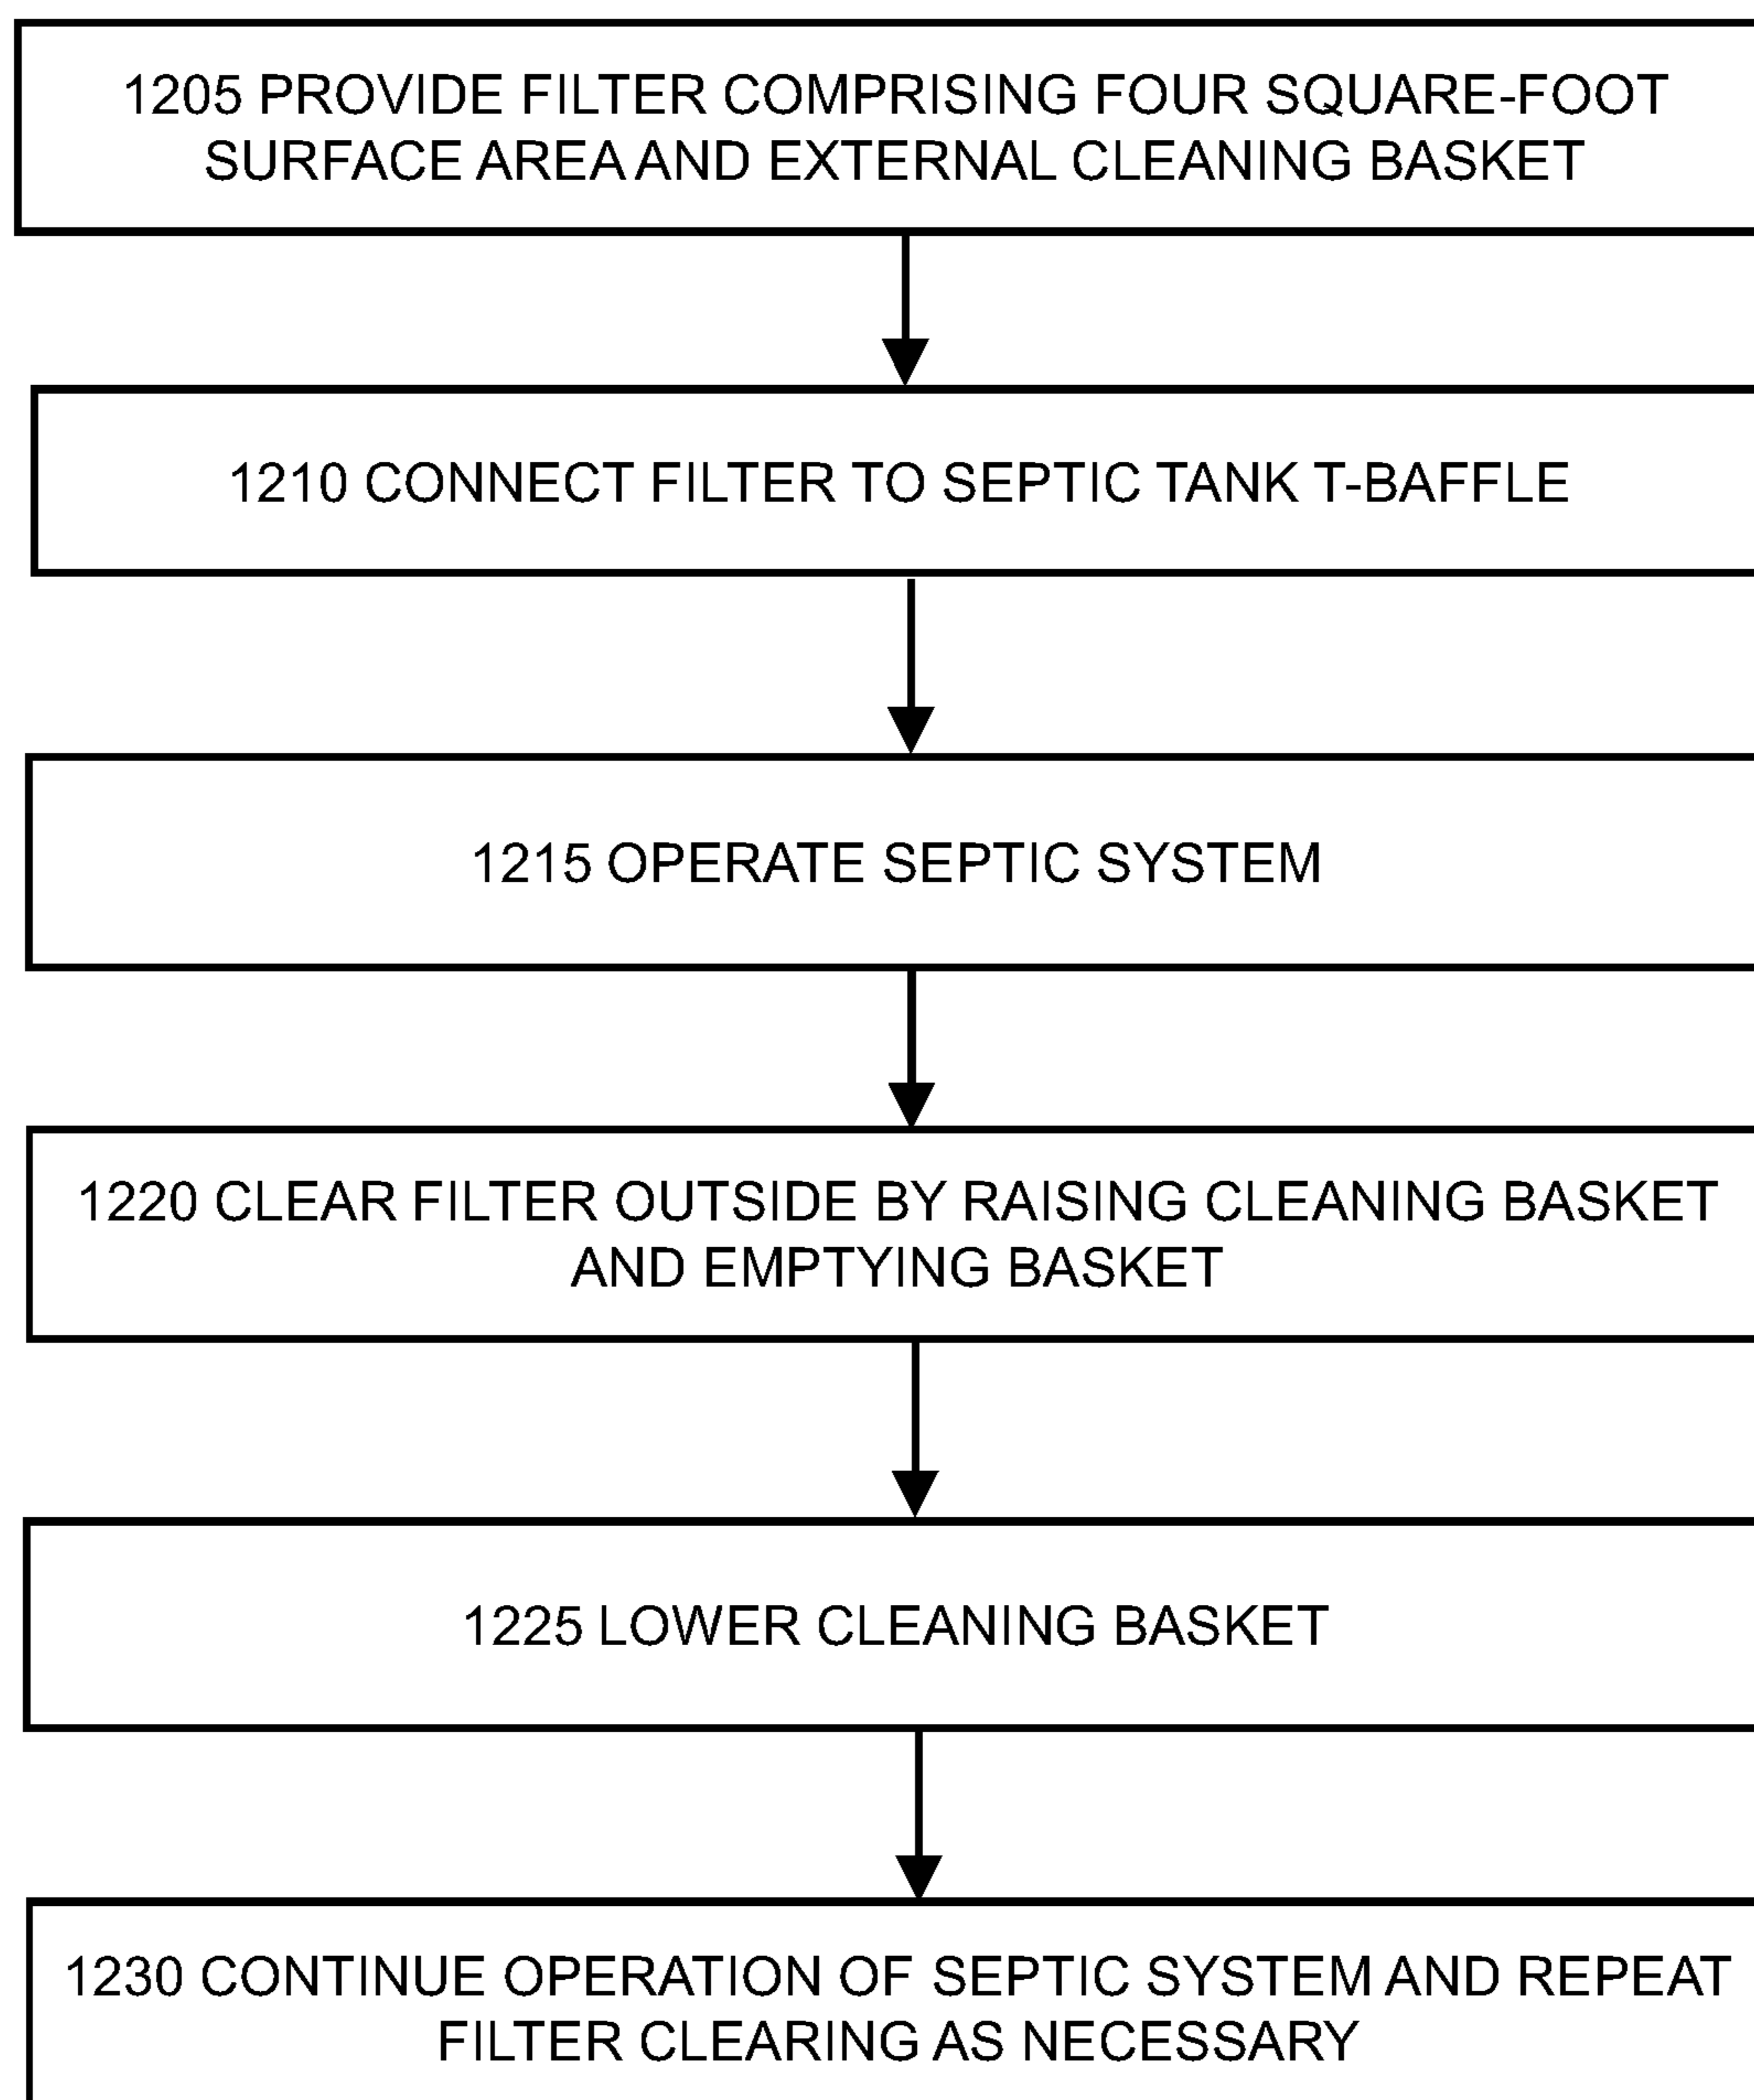 1205 PROVIDE FILTER COMPRISING FOUR SQUARE-FOOT
SURFACE AREA AND EXTERNAL CLEANING BASKET
1210 CONNECT FILTER TO SEPTIC TANK T-BAFFLE
1215 OPERATE SEPTIC SYSTEM
1220 CLEAR FILTER OUTSIDE BY RAISING CLEANING BASKET
AND EMPTYING BASKET
1225 LOWER CLEANING BASKET
1230 CONTINUE OPERATION OF SEPTIC SYSTEM AND REPEAT
FILTER CLEARING AS NECESSARY